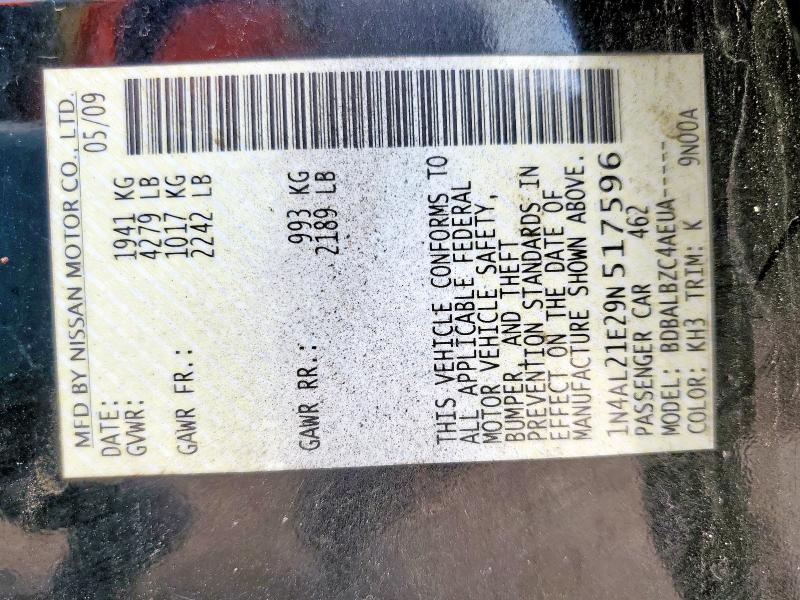 MFD BY NISSAN MOTOR CO., LTD.
DATE: 05/09
GVWR: 1941 KG
4279 LB
GAWR FR.: 1017 KG
2242 LB
GAWR RR.: 993 KG
2189 LB
THIS VEHICLE CONFORMS TO
ALL APPLICABLE FEDERAL
MOTOR VEHICLE SAFETY,
BUMPER, AND THEFT
PREVENTION STANDARDS IN
EFFECT ON THE DATE OF
MANUFACTURE SHOWN ABOVE.
1N4AL21E29N517596
PASSENGER CAR 462
MODEL: BDBALBZC4AEUA-----
COLOR: KH3 TRIM: K 9N00A